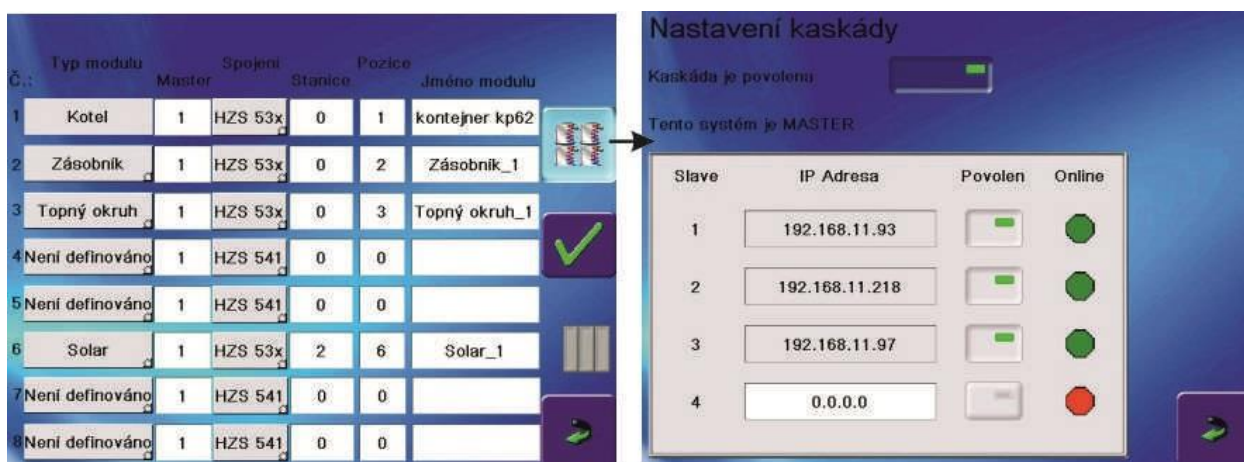 Typ modulu Spojení Pozice
Č.: Master Stanice Jméno modulu
1 Kotel 1 HZS 53x 0 1 kontejner kp62
2 Zásobník 1 HZS 53x 0 2 Zásobník_1
3 Topný okruh 1 HZS 53x 0 3 Topný okruh_1
4 Není definováno 1 HZS 541 0 0
5 Není definováno 1 HZS 541 0 0
6 Solar 1 HZS 53x 2 6 Solar_1
7 Není definováno 1 HZS 541 0 0
8 Není definováno 1 HZS 541 0 0
Nastavení kaskády
Kaskáda je povolenu
Tento systém je MASTER
Slave IP Adresa Povolen Online
1 192.168.11.93
2 192.168.11.218
3 192.168.11.97
4 0.0.0.0